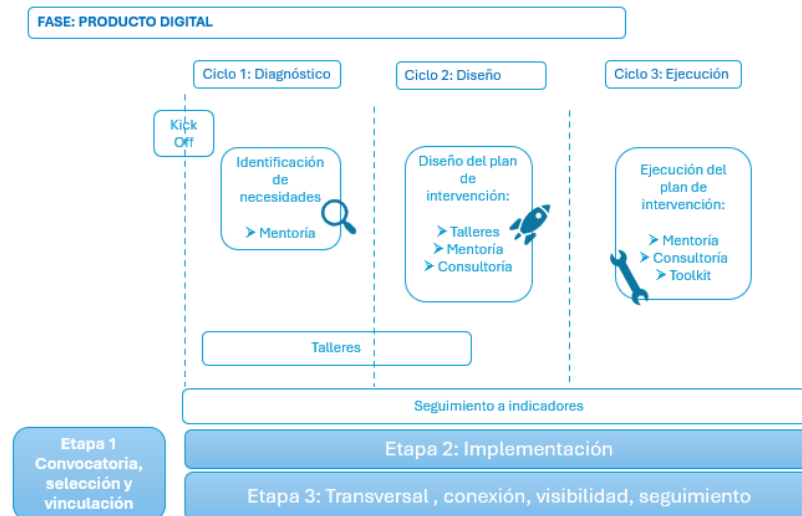 FASE: PRODUCTO DIGITAL
Ciclo 1: Diagnóstico
Ciclo 2: Diseño
Ciclo 3: Ejecución
Kick
Off
Identificación
de
necesidades
➢ Mentoría
Diseño del plan
de
intervención:
➢ Talleres
➢ Mentoría
➢ Consultoría
Ejecución del
plan de
intervención:
➢ Mentoría
➢ Consultoría
➢ Toolkit
Talleres
Seguimiento a indicadores
Etapa 1
Convocatoria,
selección y
vinculación
Etapa 2: Implementación
Etapa 3: Transversal , conexión, visibilidad, seguimiento